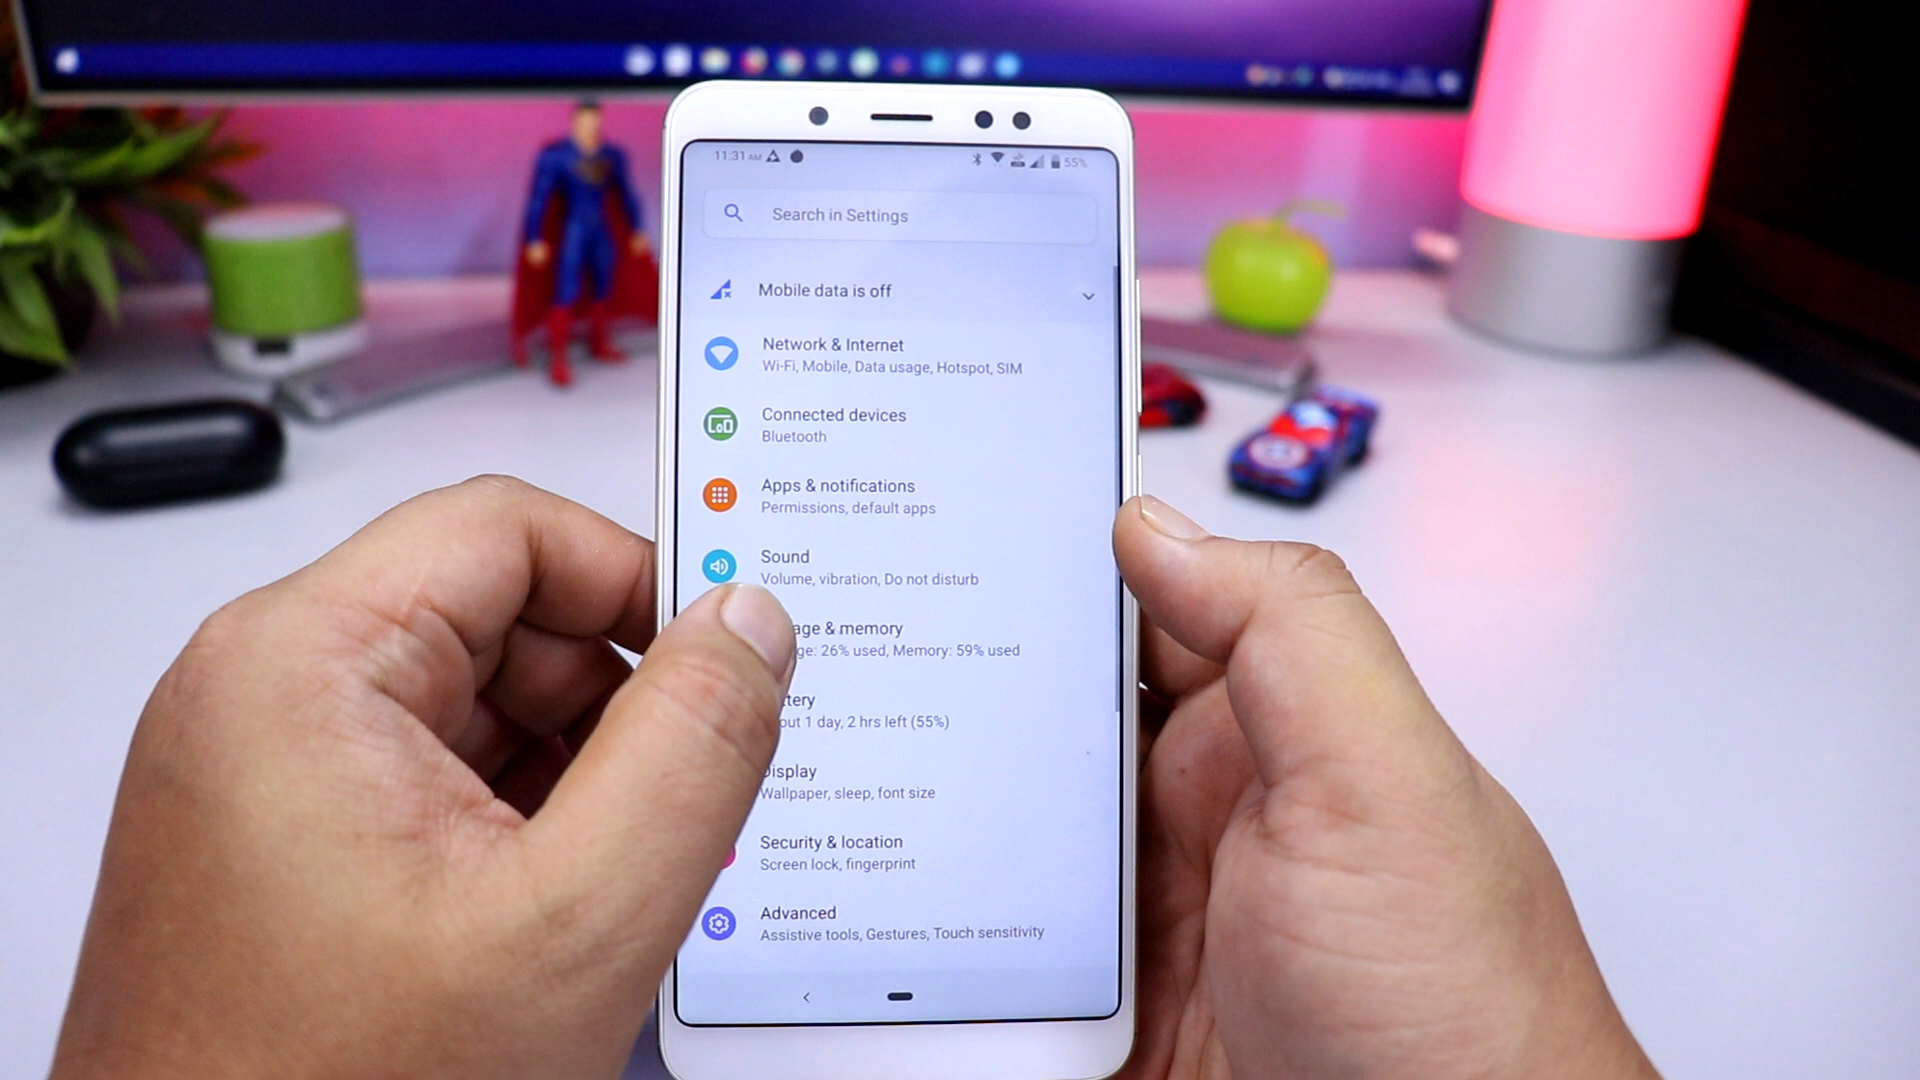 11:31 AM 55%
Search in Settings
Mobile data is off
Network & Internet
Wi-Fi, Mobile, Data usage, Hotspot, SIM
Connected devices
Bluetooth
Apps & notifications
Permissions, default apps
Sound
Volume, vibration, Do not disturb
age & memory
ge: 26% used, Memory: 59% used
ttery
out 1 day, 2 hrs left (55%)
Display
Wallpaper, sleep, font size
Security & location
Screen lock, fingerprint
Advanced
Assistive tools, Gestures, Touch sensitivity